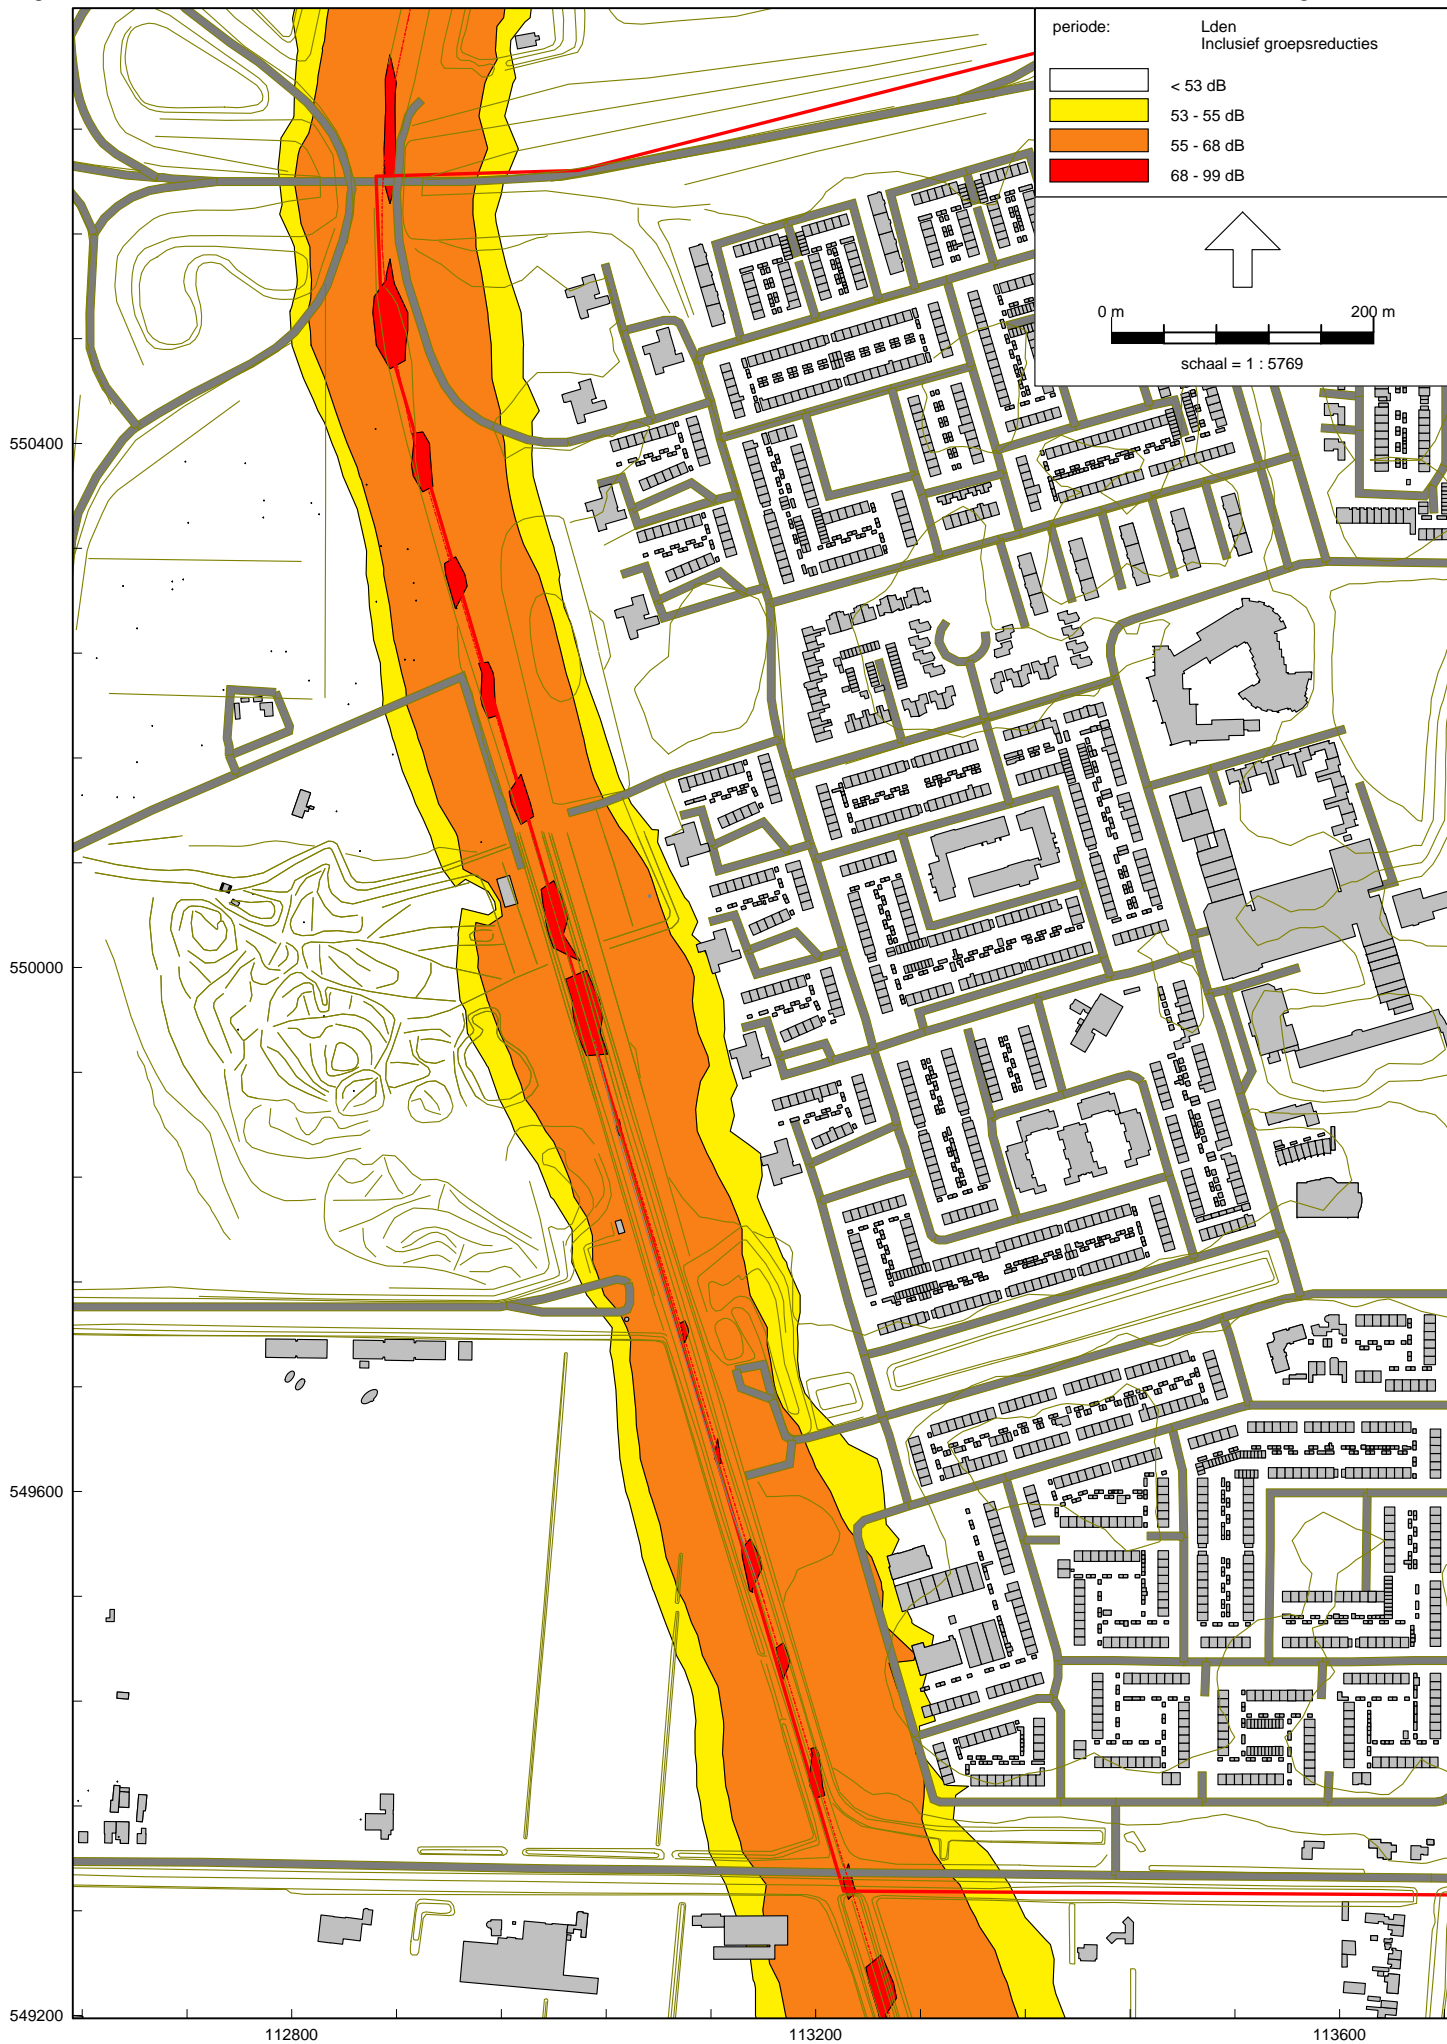 periode: Lden
Inclusief groepsreducties
< 53 dB
53 - 55 dB
55 - 68 dB
68 - 99 dB
0 m 200 m
schaal = 1 : 5769
550400
550000
549600
549200
112800 113200 113600